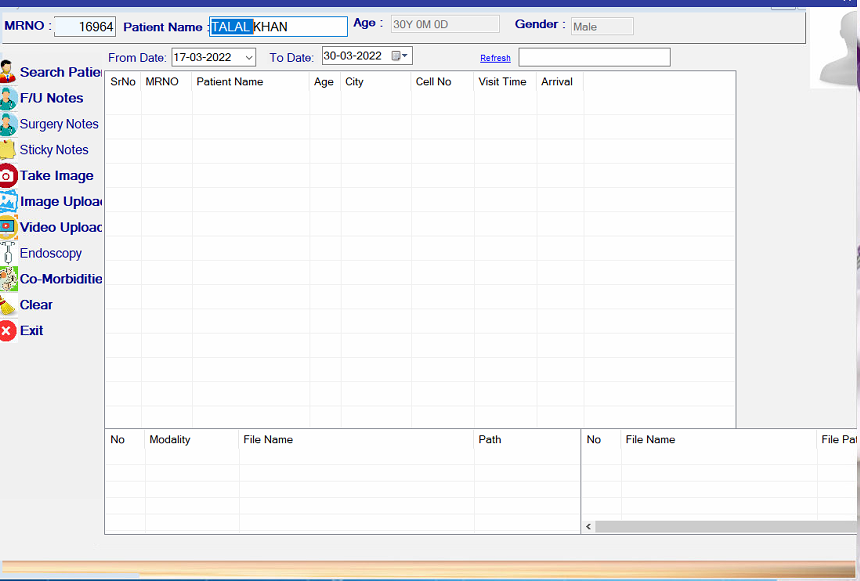 MRNO : 16964 Patient Name : TALAL KHAN Age : 30Y 0M 0D Gender : Male
From Date: 17-03-2022 To Date: 30-03-2022 Refresh
Search Patie
F/U Notes
Surgery Notes
Sticky Notes
Take Image
Image Upload
Video Upload
Endoscopy
Co-Morbiditie
Clear
Exit
SrNo MRNO Patient Name Age City Cell No Visit Time Arrival
No Modality File Name Path
No File Name File Pat